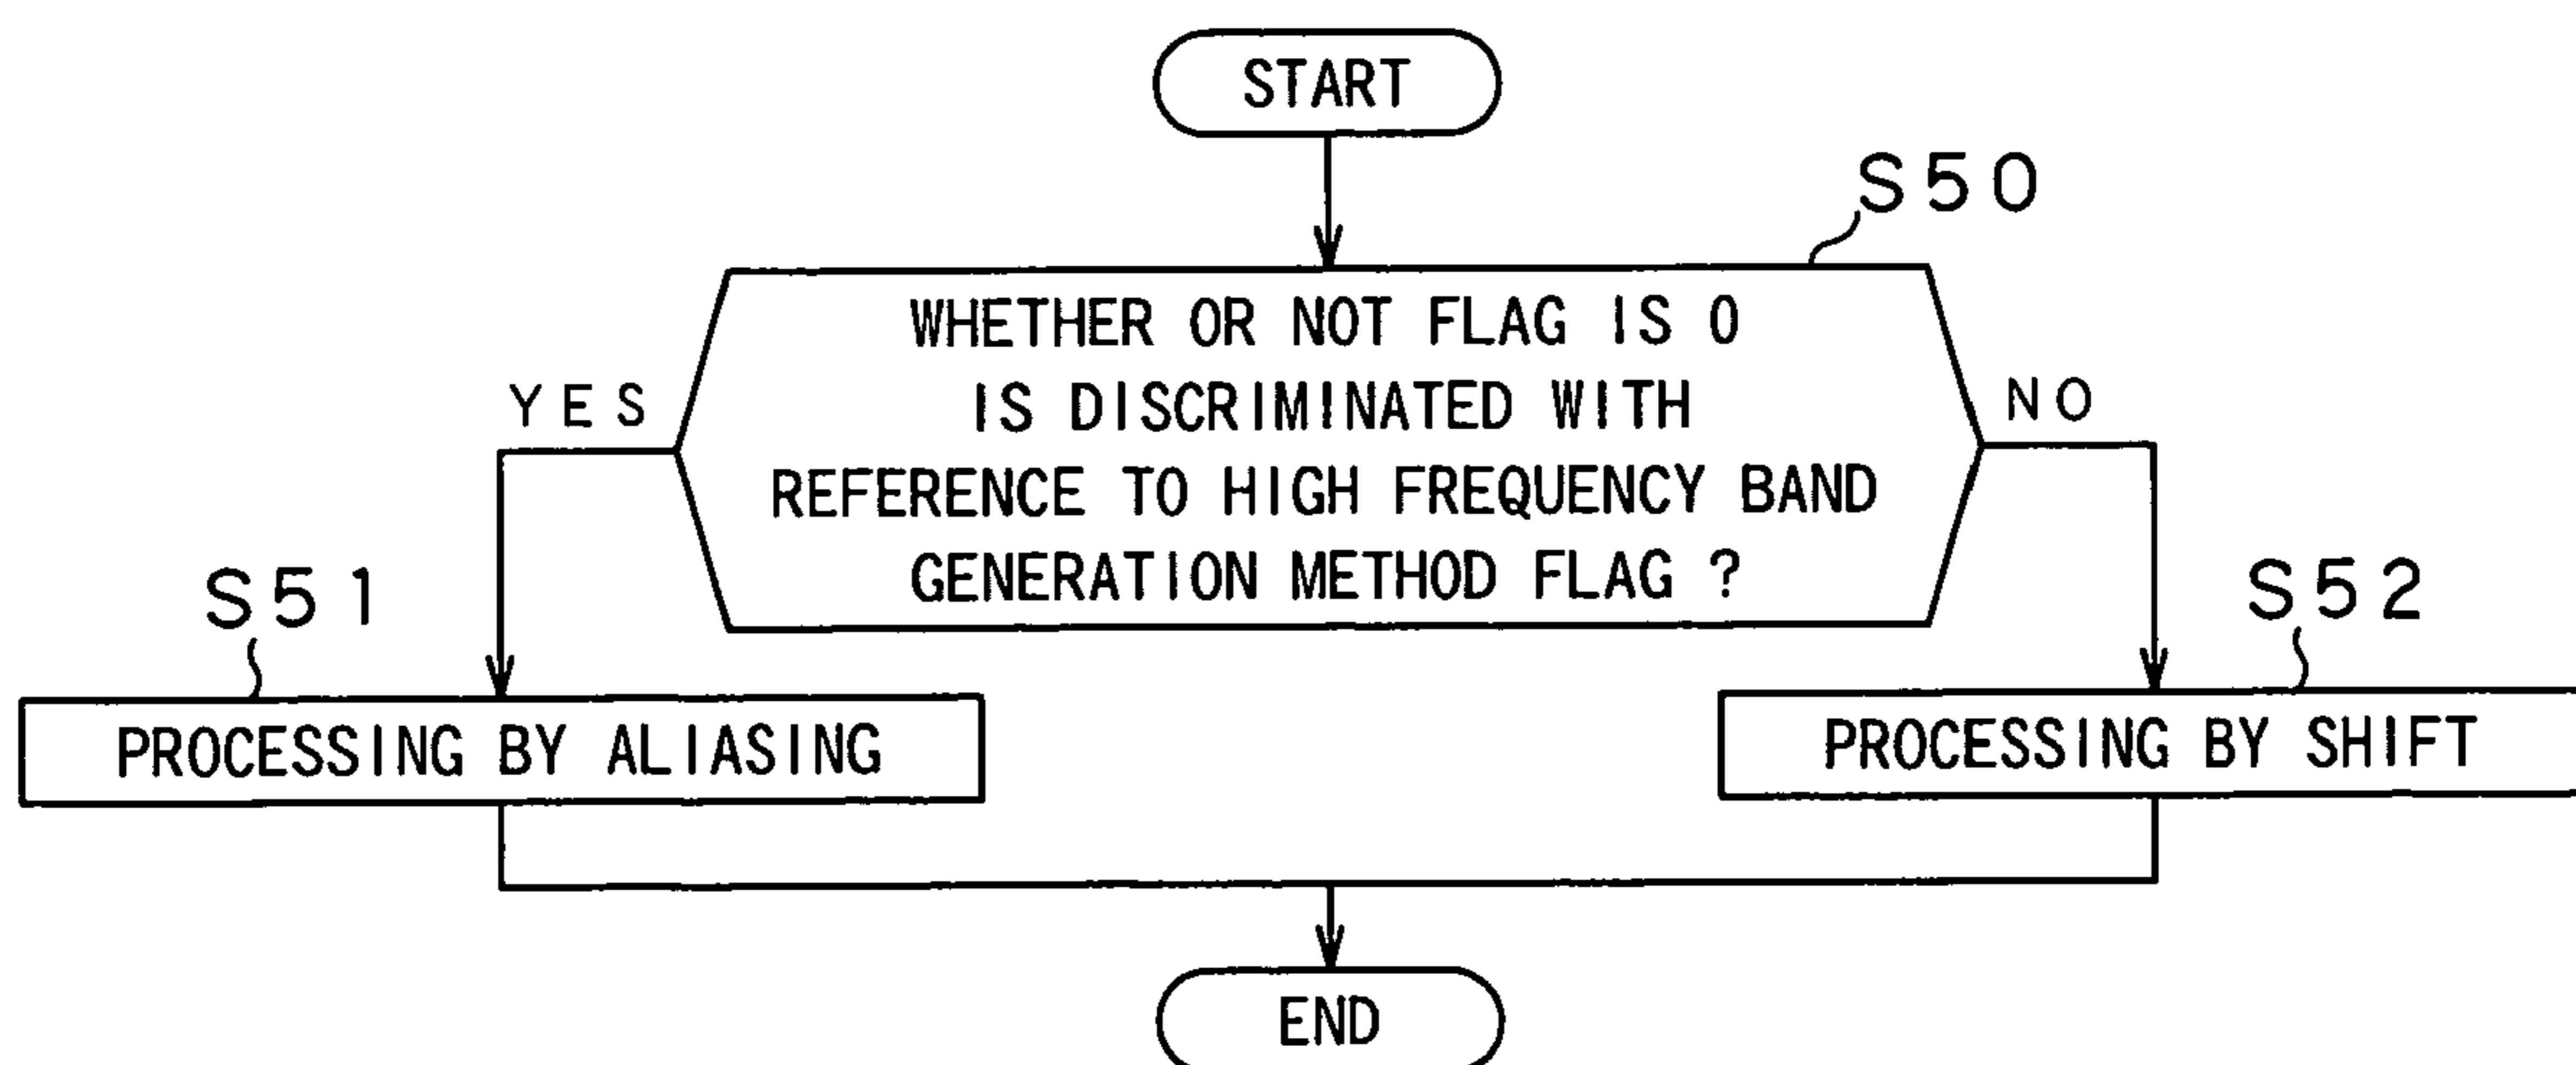 START
S50
WHETHER OR NOT FLAG IS 0
IS DISCRIMINATED WITH
REFERENCE TO HIGH FREQUENCY BAND
GENERATION METHOD FLAG ?
YES
NO
S51
PROCESSING BY ALIASING
S52
PROCESSING BY SHIFT
END